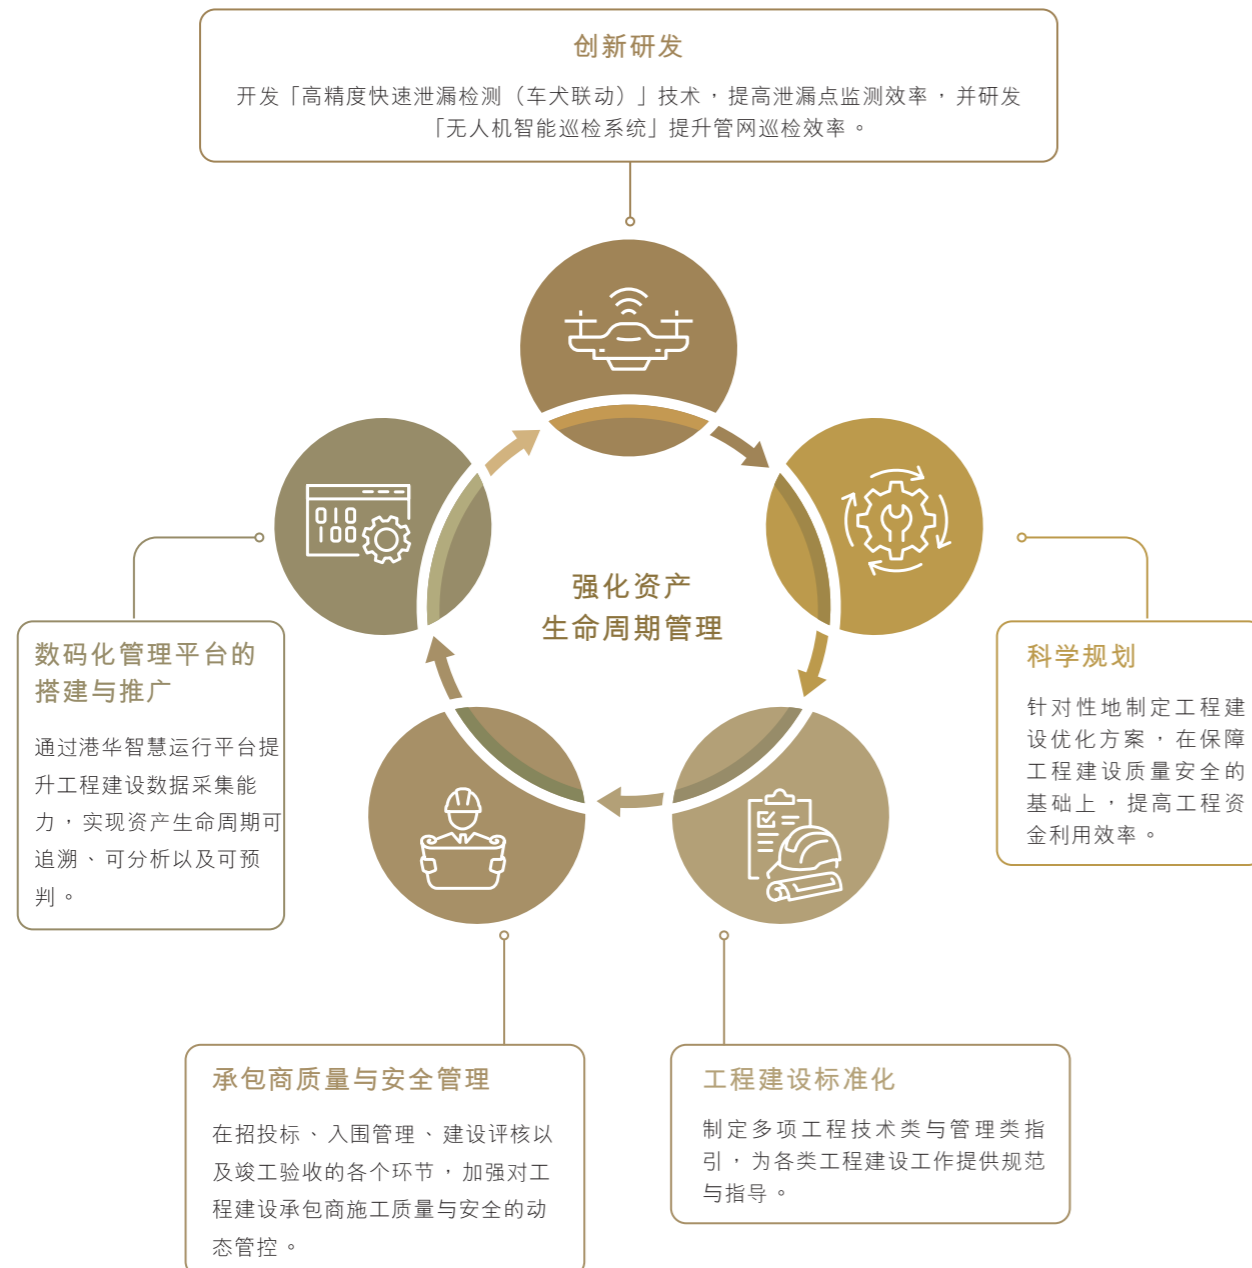 创新研发
开发「高精度快速泄漏检测（车犬联动）」技术，提高泄漏点监测效率，并研发
「无人机智能巡检系统」提升管网巡检效率。
010
100
强化资产
生命周期管理
科学规划
针对性地制定工程建
设优化方案，在保障
工程建设质量安全的
基础上，提高工程资
金利用效率。
数码化管理平台的
搭建与推广
通过港华智慧运行平台提
升工程建设数据采集能
力，实现资产生命周期可
追溯、可分析以及可预
判。
承包商质量与安全管理
在招投标、入围管理、建设评核以
及竣工验收的各个环节，加强对工
程建设承包商施工质量与安全的动
态管控。
工程建设标准化
制定多项工程技术类与管理类指
引，为各类工程建设工作提供规范
与指导。